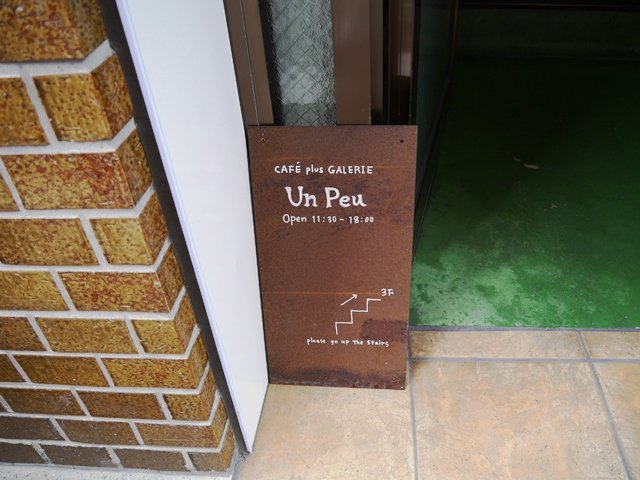 CAFÉ plus GALERIE
Un Peu
Open 11:30 - 18:00
3F
please go up The Stairs